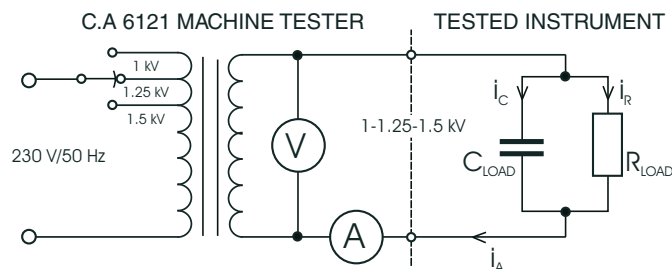 C.A 6121 MACHINE TESTER
TESTED INSTRUMENT
1 kV
1.25 kV
1.5 kV
230 V/50 Hz
V
A
1-1.25-1.5 kV
iC
iR
CLOAD
RLOAD
iA